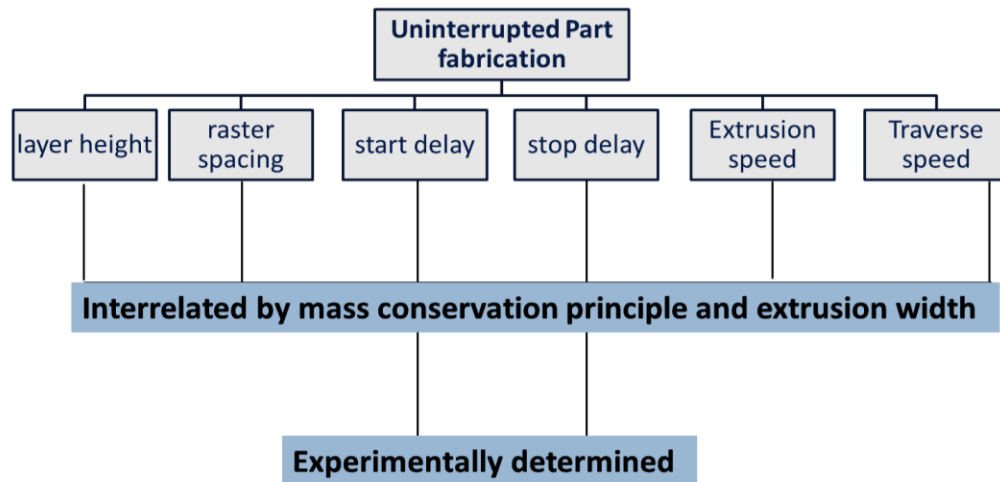 Uninterrupted Part
fabrication
layer height
raster
spacing
start delay
stop delay
Extrusion
speed
Traverse
speed
Interrelated by mass conservation principle and extrusion width
Experimentally determined